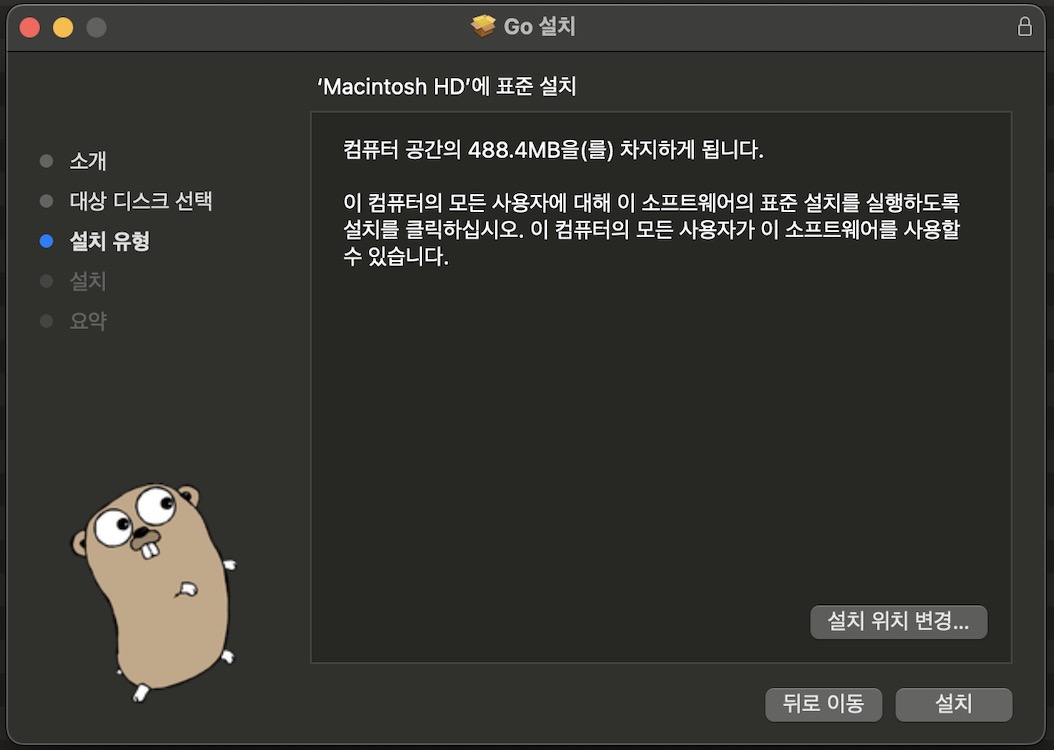 Go 설치
‘Macintosh HD’에 표준 설치
소개
대상 디스크 선택
설치 유형
설치
요약
컴퓨터 공간의 488.4MB을(를) 차지하게 됩니다.
이 컴퓨터의 모든 사용자에 대해 이 소프트웨어의 표준 설치를 실행하도록
설치를 클릭하십시오. 이 컴퓨터의 모든 사용자가 이 소프트웨어를 사용할
수 있습니다.
설치 위치 변경...
뒤로 이동
설치